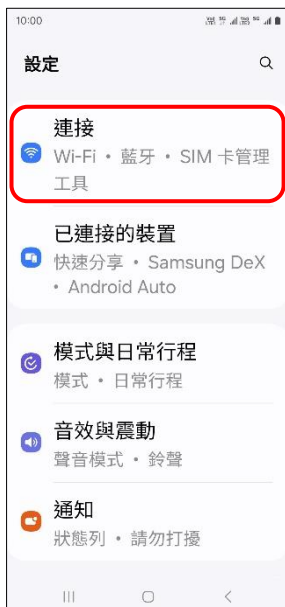 10:00
設定
連接
Wi-Fi • 藍牙 • SIM 卡管理
工具
已連接的裝置
快速分享 • Samsung DeX
• Android Auto
模式與日常行程
模式 • 日常行程
音效與震動
聲音模式 • 鈴聲
通知
狀態列 • 請勿打擾